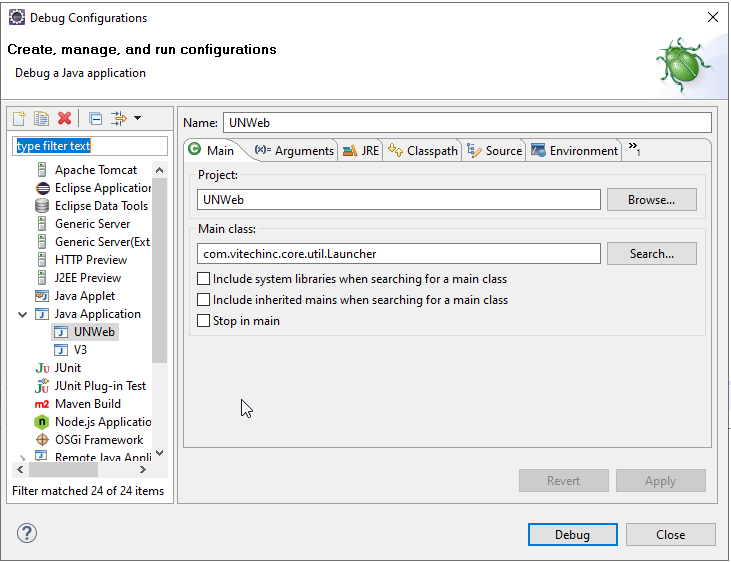 Debug Configurations
Create, manage, and run configurations
Debug a Java application
type filter text
Apache Tomcat
Eclipse Application
Eclipse Data Tools
Generic Server
Generic Server(Ext
HTTP Preview
J2EE Preview
Java Applet
Java Application
UNWeb
V3
JUnit
JUnit Plug-in Test
Maven Build
Node.js Applicatio
OSGi Framework
Remote Java Appli
Filter matched 24 of 24 items
Name: UNWeb
Main (x)= Arguments JRE Classpath Source Environment »1
Project:
UNWeb Browse...
Main class:
com.vitechinc.core.util.Launcher Search...
Include system libraries when searching for a main class
Include inherited mains when searching for a main class
Stop in main
Revert Apply
? Debug Close